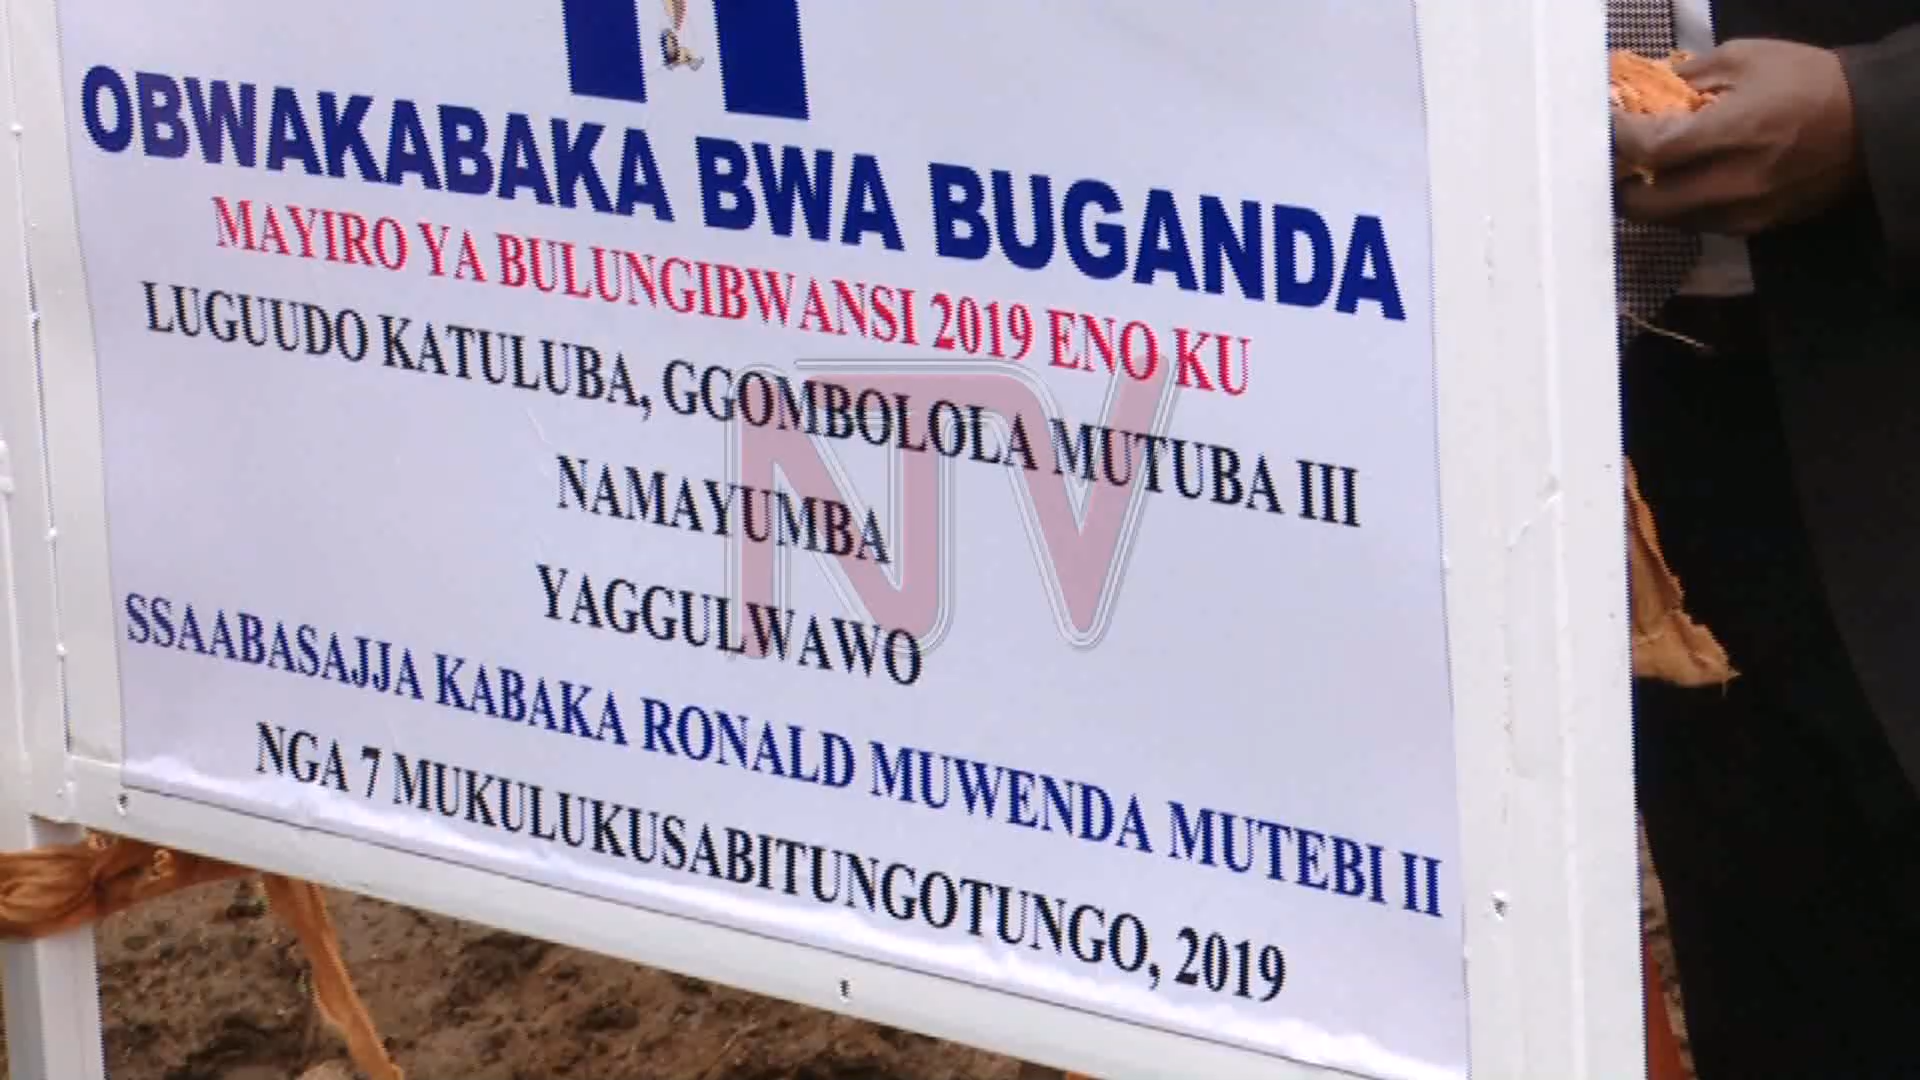 OBWAKABAKA BWA BUGANDA
MAYIRO YA BULUNGIBWANSI 2019 ENO KU
LUGUUDO KATULUBA, GGOMBOLOLA MUTUBA III
NAMAYUMBA
YAGGULWAWO
SSAABASAJJA KABAKA RONALD MUWENDA MUTEBI II
NGA 7 MUKULUKUSABITUNGOTUNGO, 2019
NTV